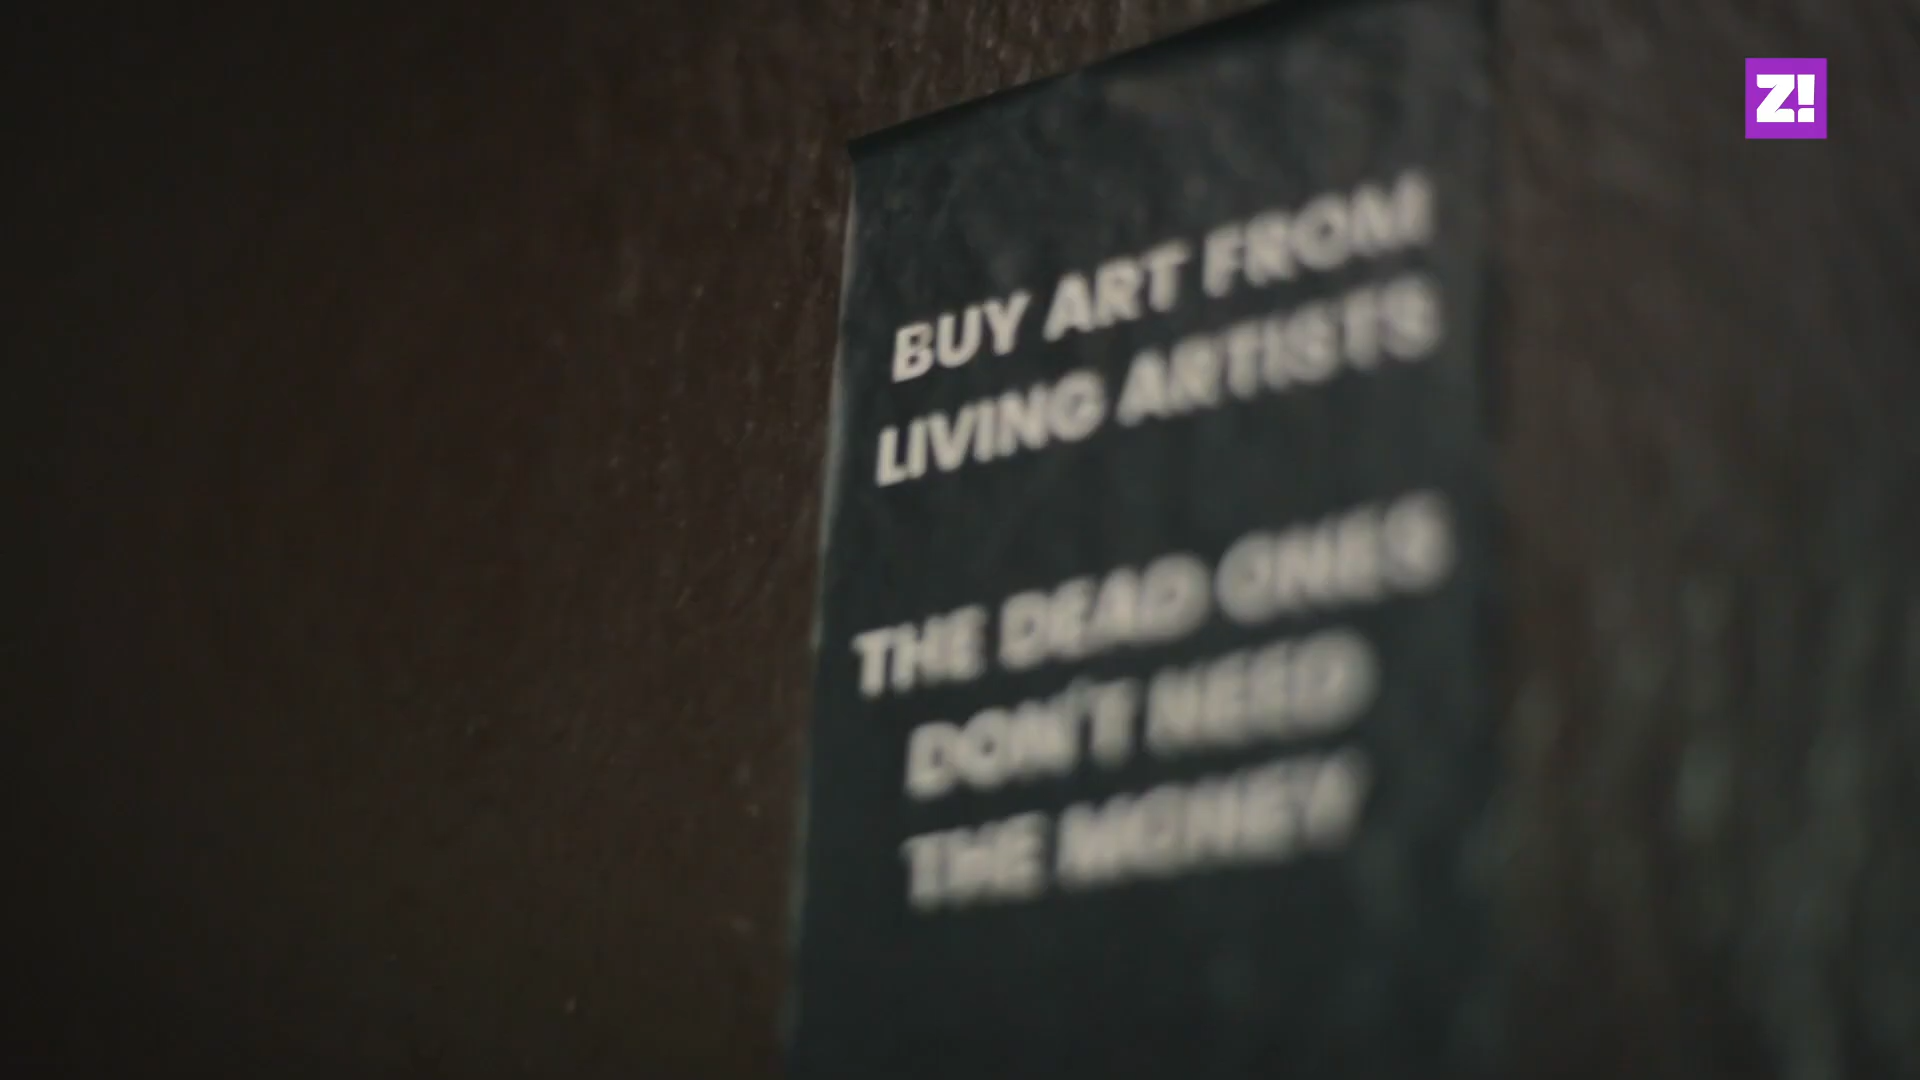 Z!
BUY ART FROM
LIVING ARTISTS
THE DEAD ONES
DON'T NEED
THE MONEY